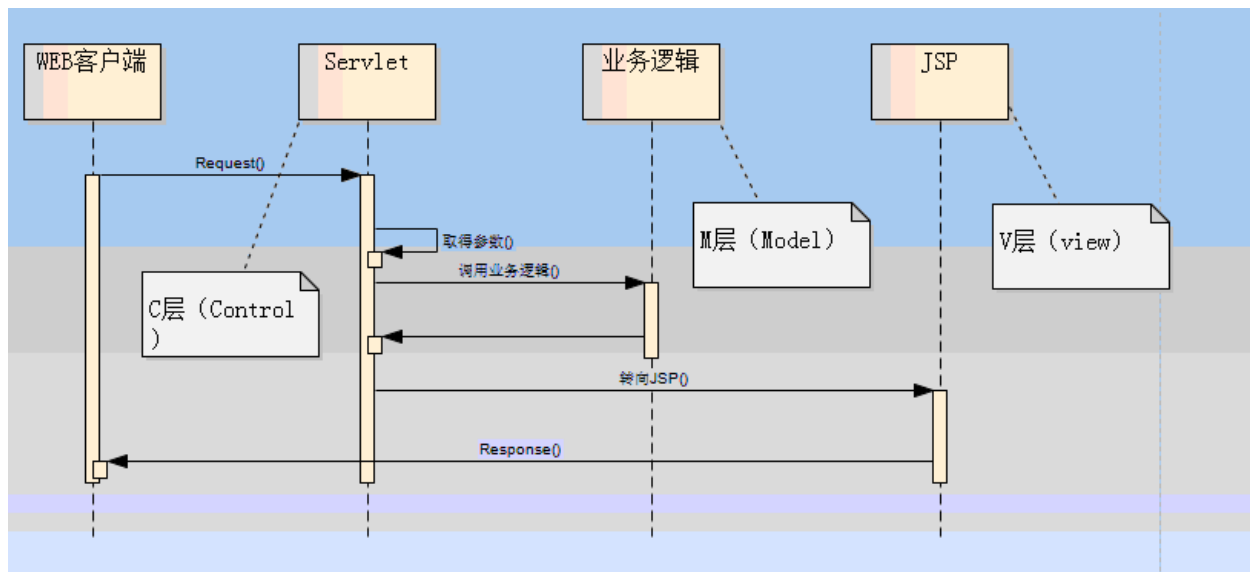 WEB客户端
Servlet
业务逻辑
JSP
Request()
M层（Model）
V层（view）
取得参数()
调用业务逻辑()
C层（Control
）
转向JSP()
Response()